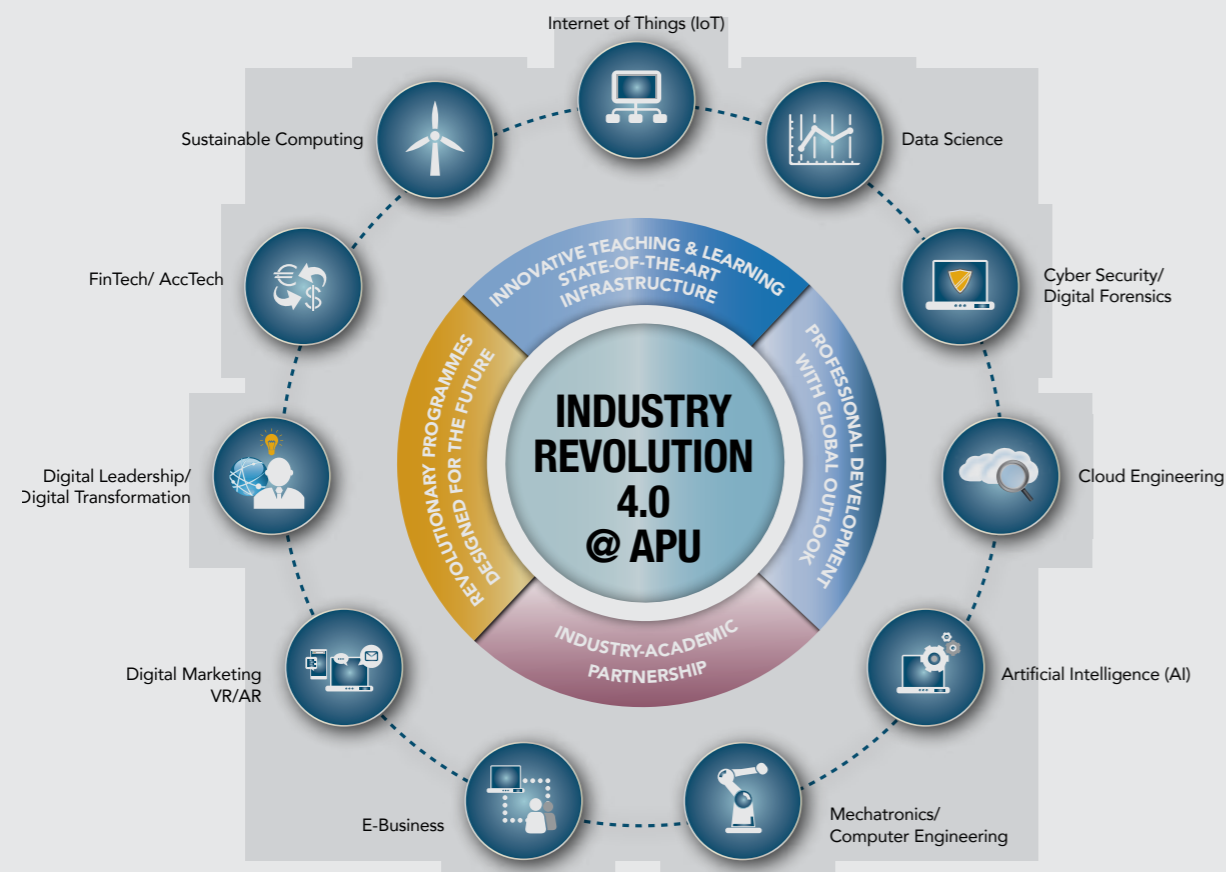 Internet of Things (IoT)
Sustainable Computing
Data Science
FinTech/ AccTech
Cyber Security/
Digital Forensics
INNOVATIVE TEACHING & LEARNING
STATE-OF-THE-ART
INFRASTRUCTURE
REVOLUTIONARY PROGRAMMES
DESIGNED FOR THE FUTURE
PROFESSIONAL DEVELOPMENT
WITH GLOBAL OUTLOOK
INDUSTRY
REVOLUTION
4.0
@ APU
INDUSTRY-ACADEMIC
PARTNERSHIP
Digital Leadership/
Digital Transformation
Cloud Engineering
Digital Marketing
VR/AR
Artificial Intelligence (AI)
E-Business
Mechatronics/
Computer Engineering